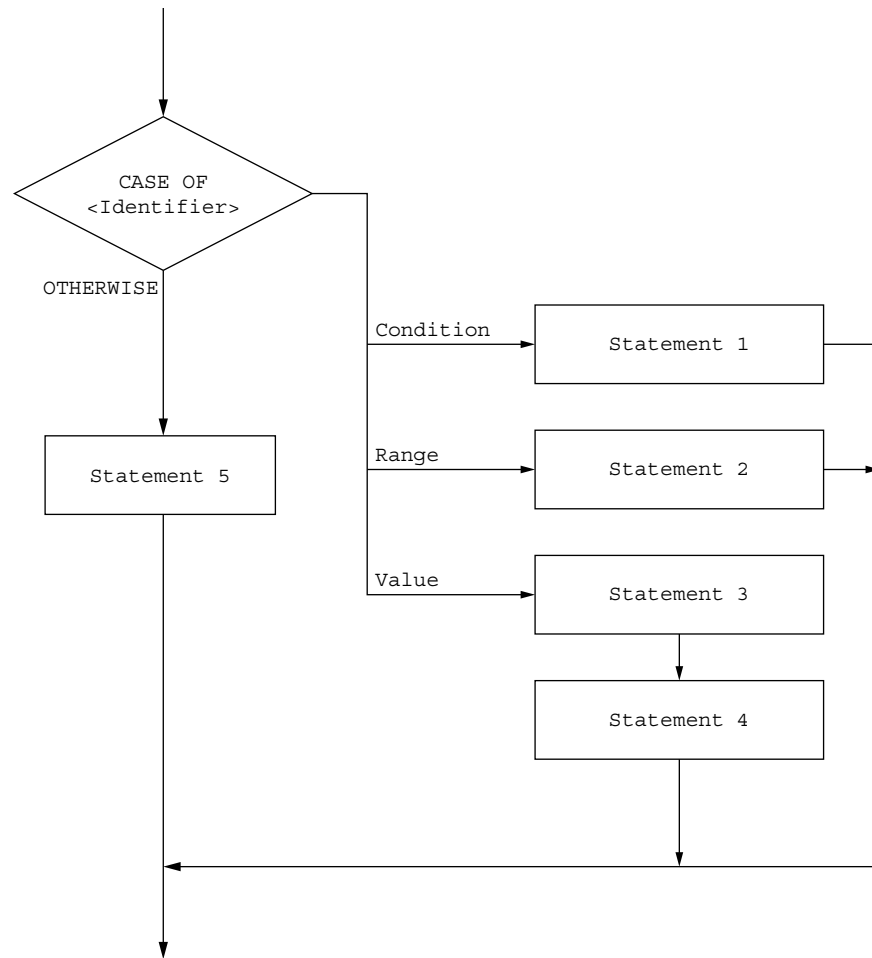 CASE OF
<Identifier>
OTHERWISE
Condition
Statement 1
Range
Statement 2
Statement 5
Value
Statement 3
Statement 4